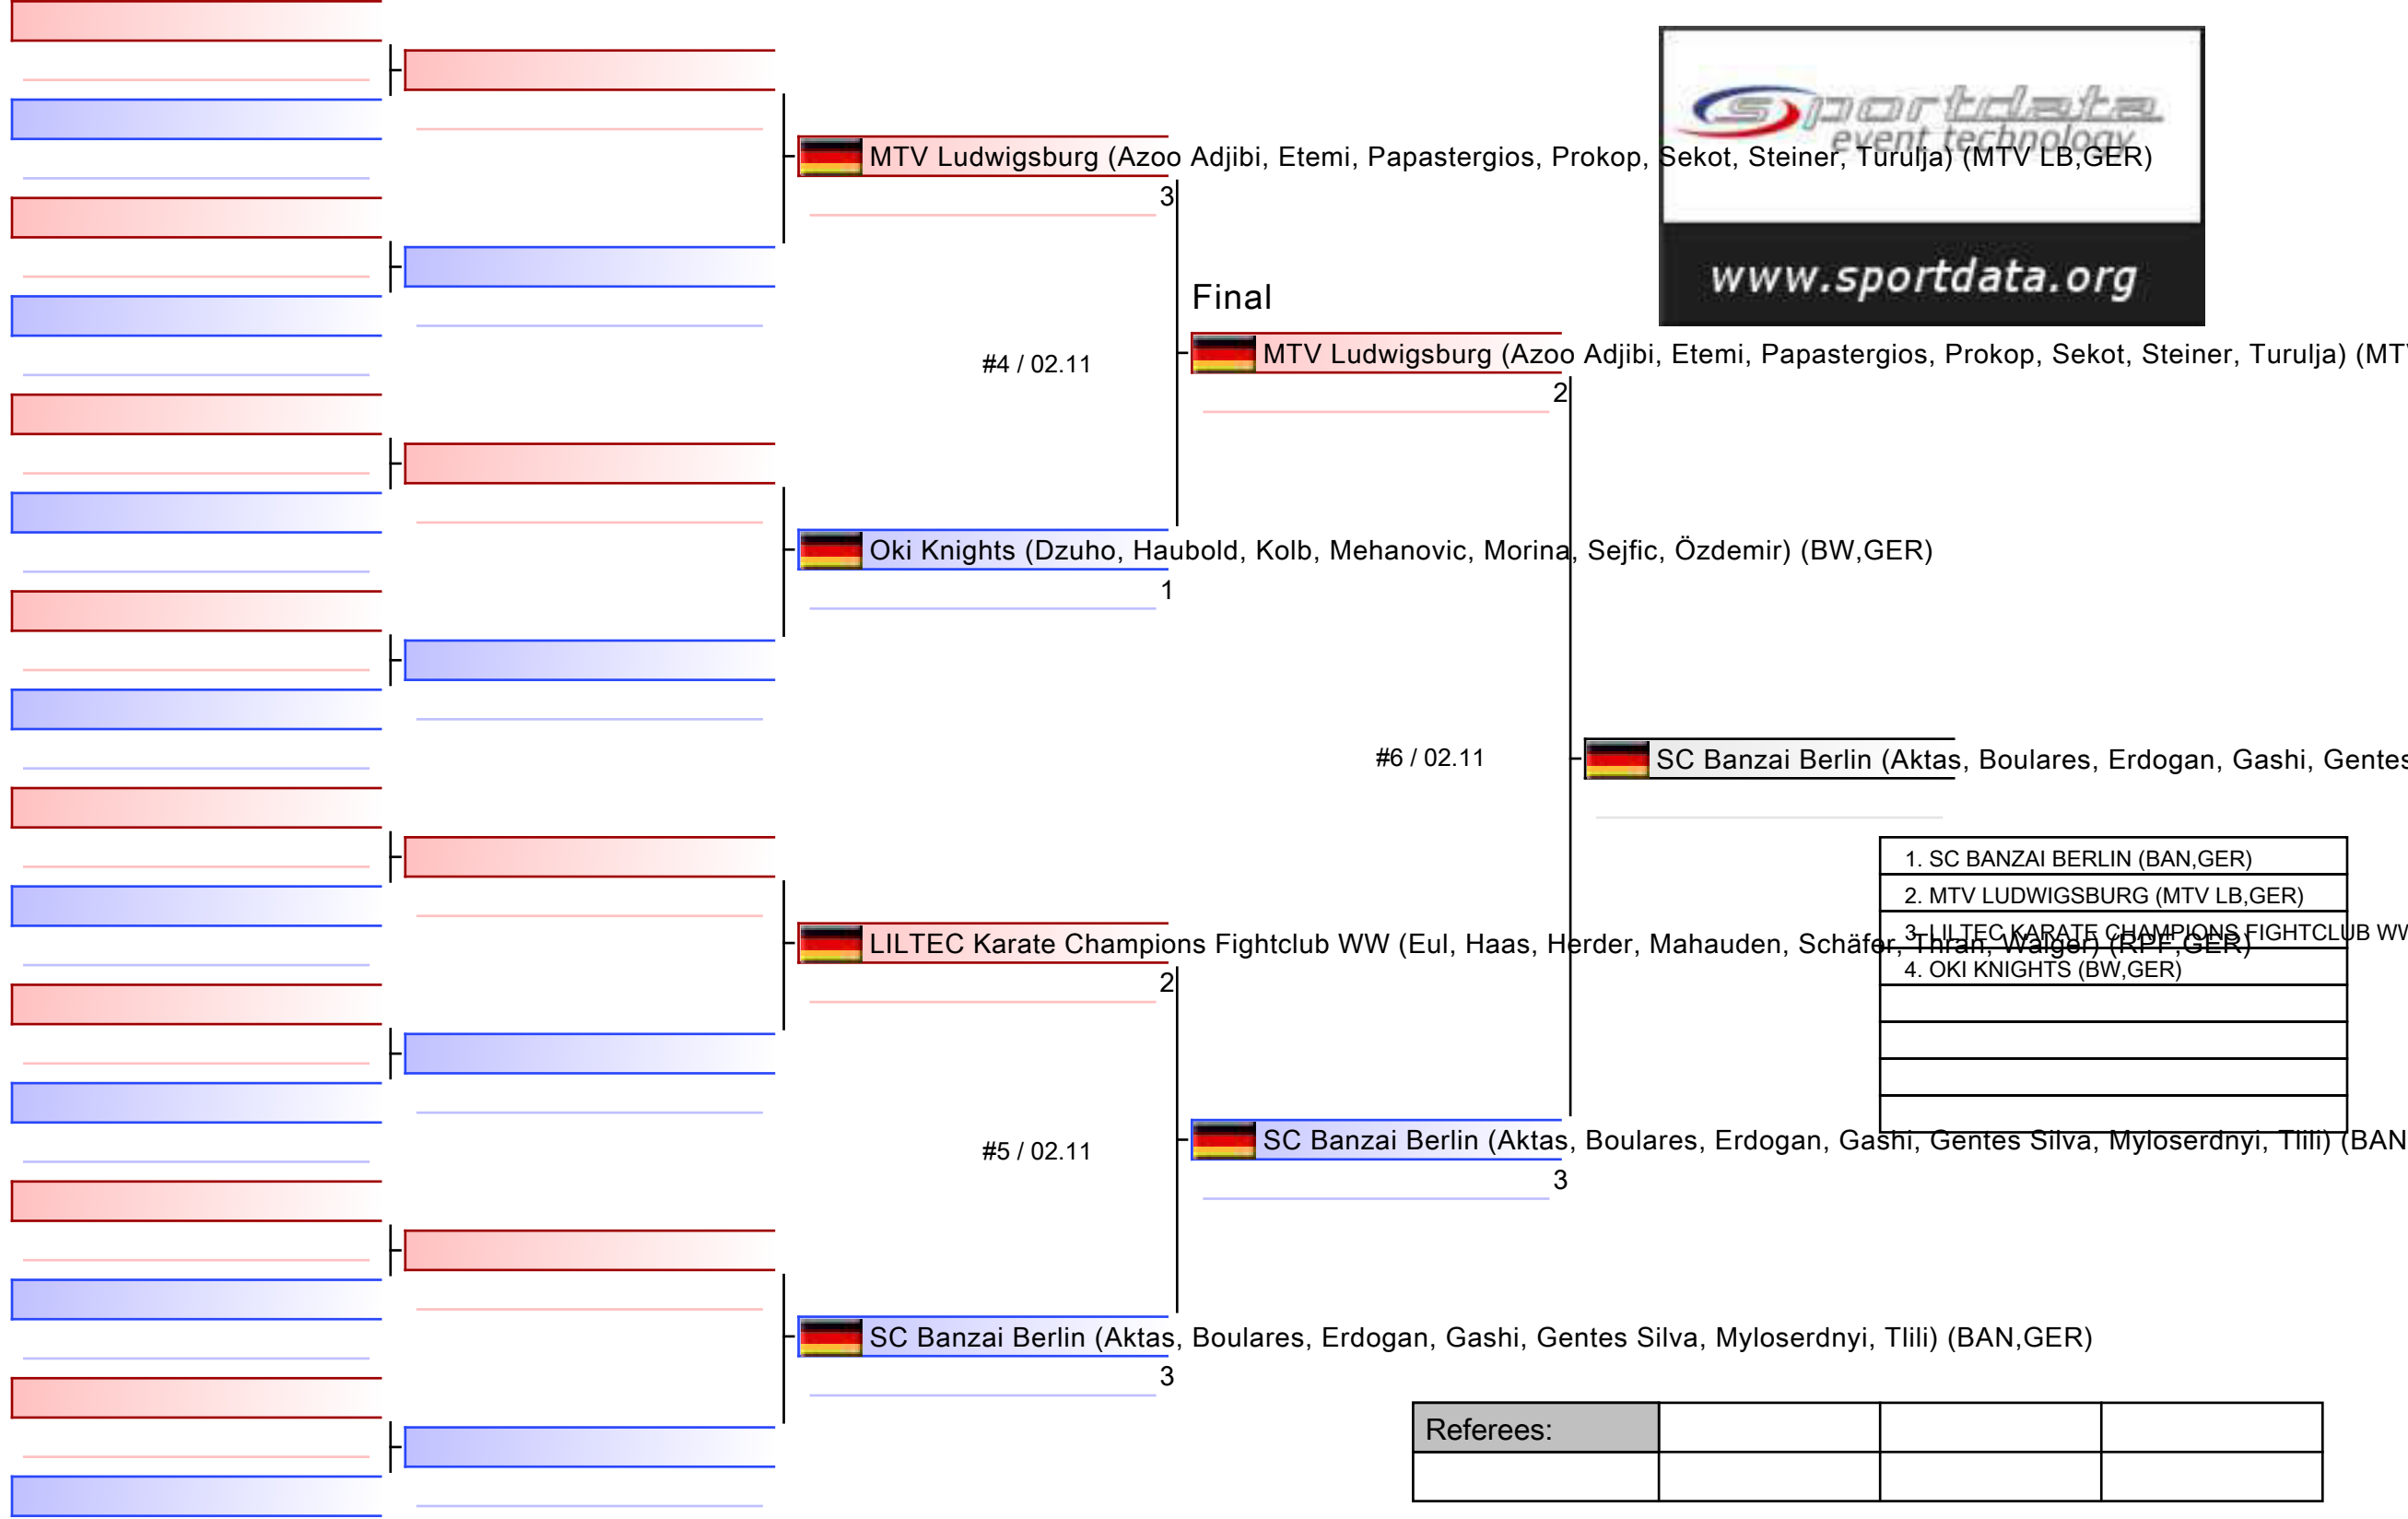 sportdata
event technology
www.sportdata.org
MTV Ludwigsburg (Azoo Adjibi, Etemi, Papastergios, Prokop, Sekot, Steiner, Turulja) (MTV LB,GER)
3
Final
#4 / 02.11
MTV Ludwigsburg (Azoo Adjibi, Etemi, Papastergios, Prokop, Sekot, Steiner, Turulja) (MT
2
Oki Knights (Dzuho, Haubold, Kolb, Mehanovic, Morina, Sejfic, Özdemir) (BW,GER)
1
#6 / 02.11
SC Banzai Berlin (Aktas, Boulares, Erdogan, Gashi, Gentes
1. SC BANZAI BERLIN (BAN,GER)
2. MTV LUDWIGSBURG (MTV LB,GER)
3. LILTEC KARATE CHAMPIONS FIGHTCLUB WW
LILTEC Karate Champions Fightclub WW (Eul, Haas, Herder, Mahauden, Schäfer, Thran, Walger) (RPF,GER)
4. OKI KNIGHTS (BW,GER)
2
#5 / 02.11
SC Banzai Berlin (Aktas, Boulares, Erdogan, Gashi, Gentes Silva, Myloserdnyi, Tlili) (BAN
3
SC Banzai Berlin (Aktas, Boulares, Erdogan, Gashi, Gentes Silva, Myloserdnyi, Tlili) (BAN,GER)
3
Referees: